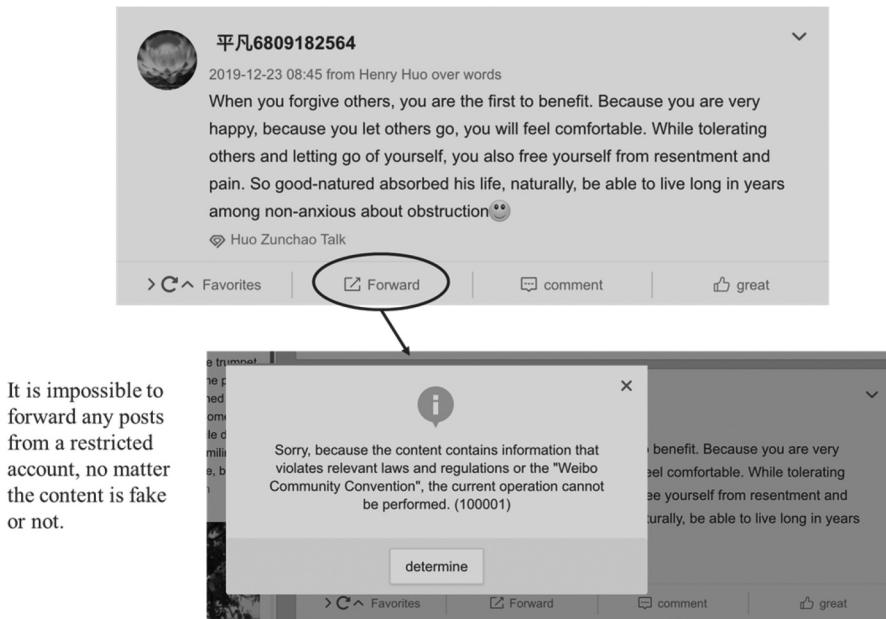 平凡6809182564
2019-12-23 08:45 from Henry Huo over words
When you forgive others, you are the first to benefit. Because you are very
happy, because you let others go, you will feel comfortable. While tolerating
others and letting go of yourself, you also free yourself from resentment and
pain. So good-natured absorbed his life, naturally, be able to live long in years
among non-anxious about obstruction
Huo Zunchao Talk
Favorites Forward comment great
It is impossible to
forward any posts
from a restricted
account, no matter
the content is fake
or not.
e trumpet
Sorry, because the content contains information that
violates relevant laws and regulations or the "Weibo
Community Convention", the current operation cannot
be performed. (100001)
determine
benefit. Because you are very
eel comfortable. While tolerating
ee yourself from resentment and
urally, be able to live long in years
Favorites Forward comment great